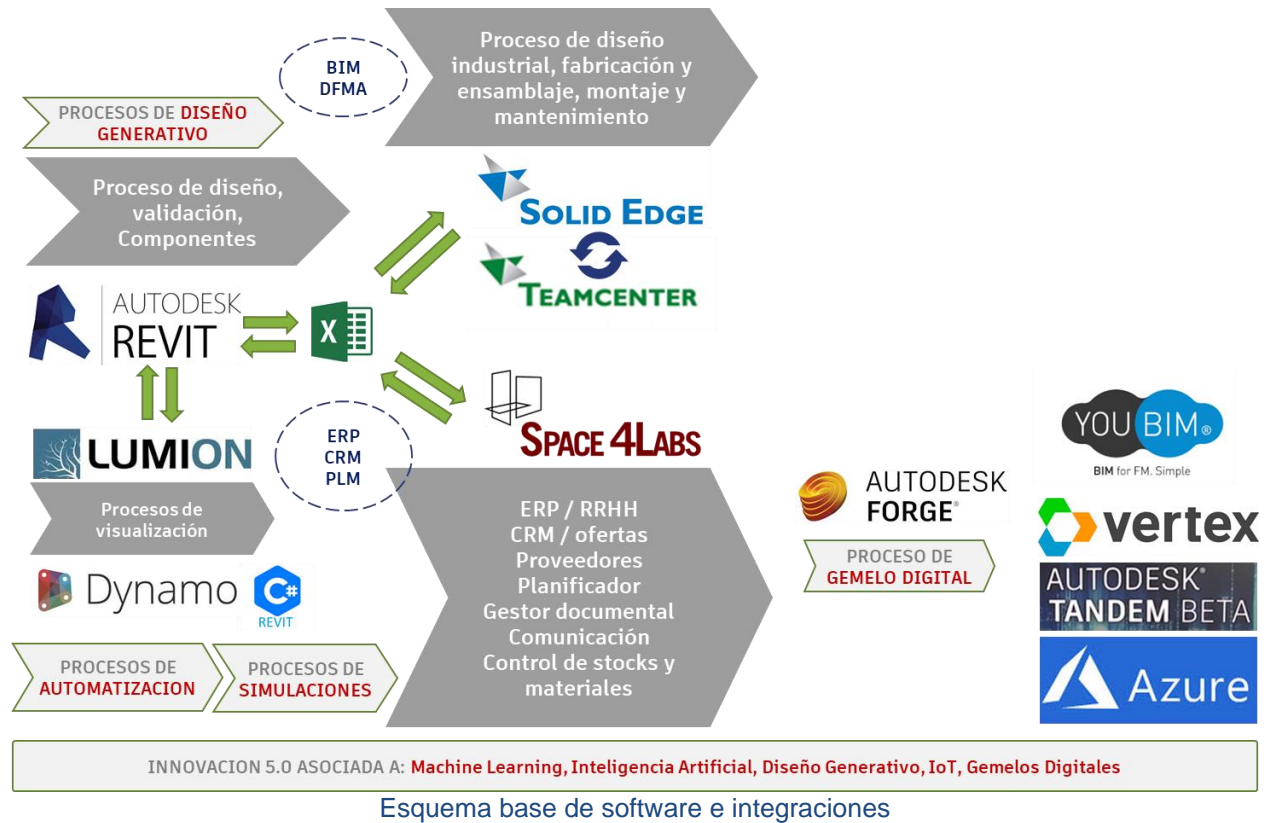 BIM
DFMA
Proceso de diseño
industrial, fabricación y
ensamblaje, montaje y
mantenimiento
PROCESOS DE DISEÑO
GENERATIVO
Proceso de diseño,
validación,
Componentes
SOLID EDGE
TEAMCENTER
AUTODESK
REVIT
X
LUMION
ERP
CRM
PLM
SPACE 4LABS
Procesos de
visualización
Dynamo
C#
REVIT
PROCESOS DE
AUTOMATIZACION
PROCESOS DE
SIMULACIONES
ERP / RRHH
CRM / ofertas
Proveedores
Planificador
Gestor documental
Comunicación
Control de stocks y
materiales
AUTODESK
FORGE®
PROCESO DE
GEMELO DIGITAL
YOU BIM®
BIM for FM. Simple
vertex
AUTODESK®
TANDEM BETA
Azure
INNOVACION 5.0 ASOCIADA A: Machine Learning, Inteligencia Artificial, Diseño Generativo, IoT, Gemelos Digitales
Esquema base de software e integraciones